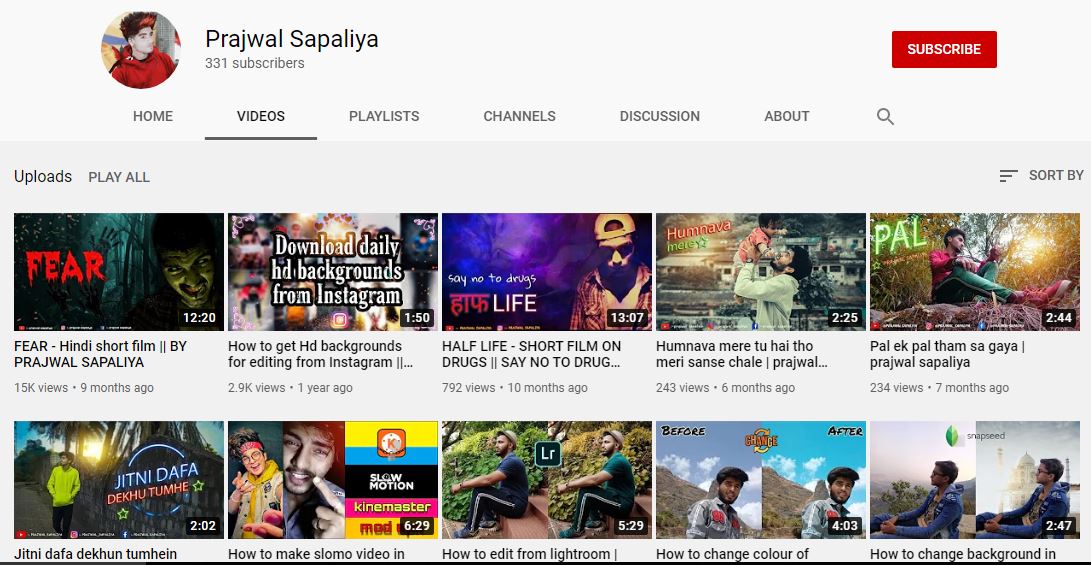 Prajwal Sapaliya
331 subscribers
SUBSCRIBE
HOME
VIDEOS
PLAYLISTS
CHANNELS
DISCUSSION
ABOUT
Uploads
PLAY ALL
SORT BY
FEAR
12:20
FEAR - Hindi short film || BY
PRAJWAL SAPALIYA
15K views • 9 months ago
Download daily
hd backgrounds
from Instagram
1:50
How to get Hd backgrounds
for editing from Instagram ||...
2.9K views • 1 year ago
say no to drugs
हाफ LIFE
13:07
HALF LIFE - SHORT FILM ON
DRUGS || SAY NO TO DRUG...
792 views • 10 months ago
Humnava
mere
2:25
Humnava mere tu hai tho
meri sanse chale | prajwal...
243 views • 6 months ago
PAL
2:44
Pal ek pal tham sa gaya |
prajwal sapaliya
234 views • 7 months ago
JITNI DAFA
DEKHU TUMHE
2:02
Jitni dafa dekhun tumhein
K
SLOW
MOTION
kinemaster
mod
6:29
How to make slomo video in
Lr
5:29
How to edit from lightroom |
BEFORE
CHANGE
AFTER
4:03
How to change colour of
snapseed
2:47
How to change background in